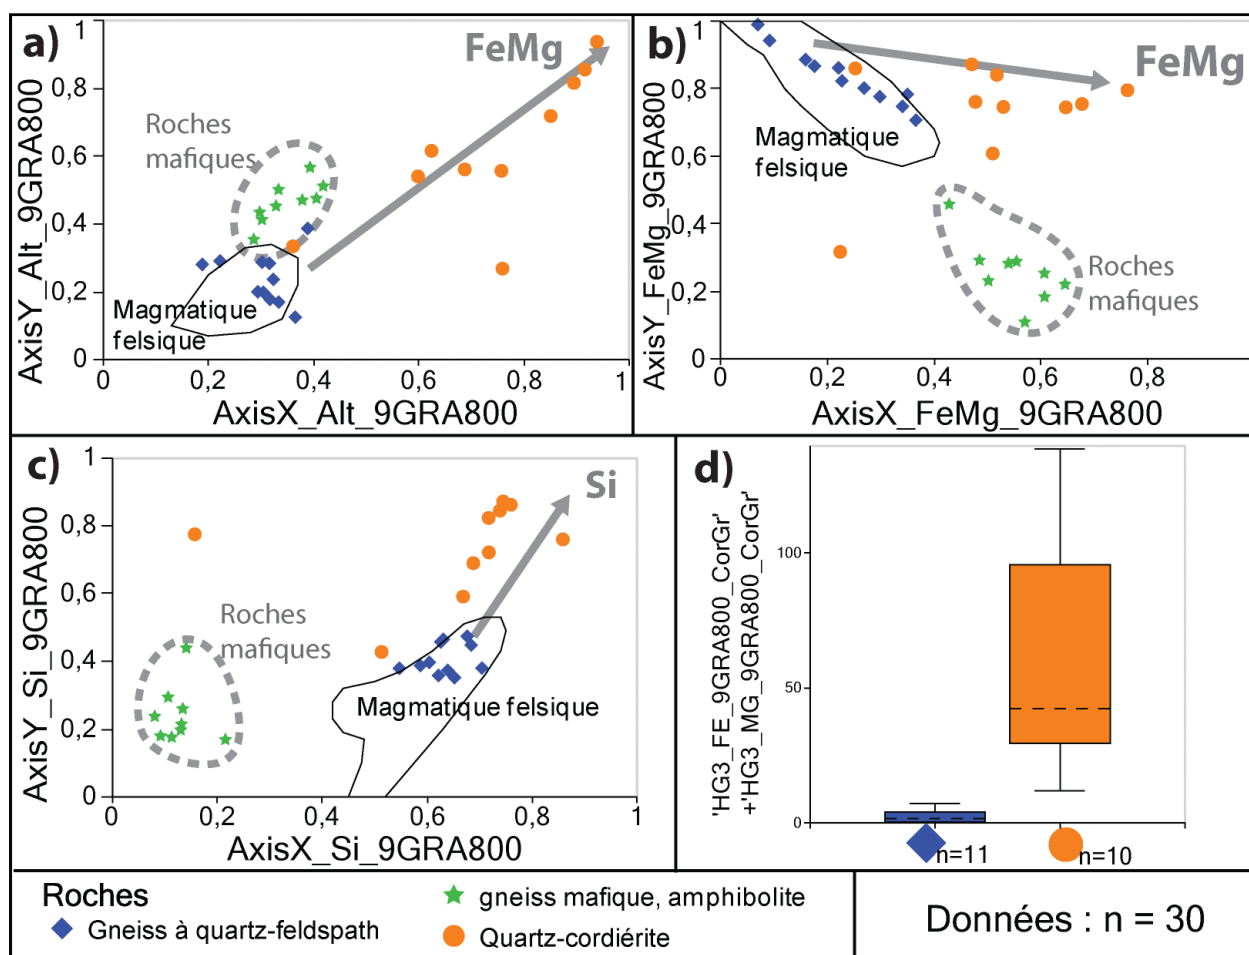 a)
FeMg
Roches
mafiques
Magmatique
felsique
AxisY_Alt_9GRA800
1
0,8
0,6
0,4
0,2
0
0
0,2
0,4
0,6
0,8
1
AxisX_Alt_9GRA800
b)
FeMg
Magmatique
felsique
Roches
mafiques
AxisY_FeMg_9GRA800
1
0,8
0,6
0,4
0,2
0
0
0,2
0,4
0,6
0,8
AxisX_FeMg_9GRA800
c)
Si
Roches
mafiques
Magmatique felsique
AxisY_Si_9GRA800
1
0,8
0,6
0,4
0,2
0
0
0,2
0,4
0,6
0,8
1
AxisX_Si_9GRA800
d)
'HG3_FE_9GRA800_CorGr'
+'HG3_MG_9GRA800_CorGr'
100
50
0
n=11
n=10
Roches
Gneiss à quartz-feldspath
gneiss mafique, amphibolite
Quartz-cordiérite
Données : n = 30